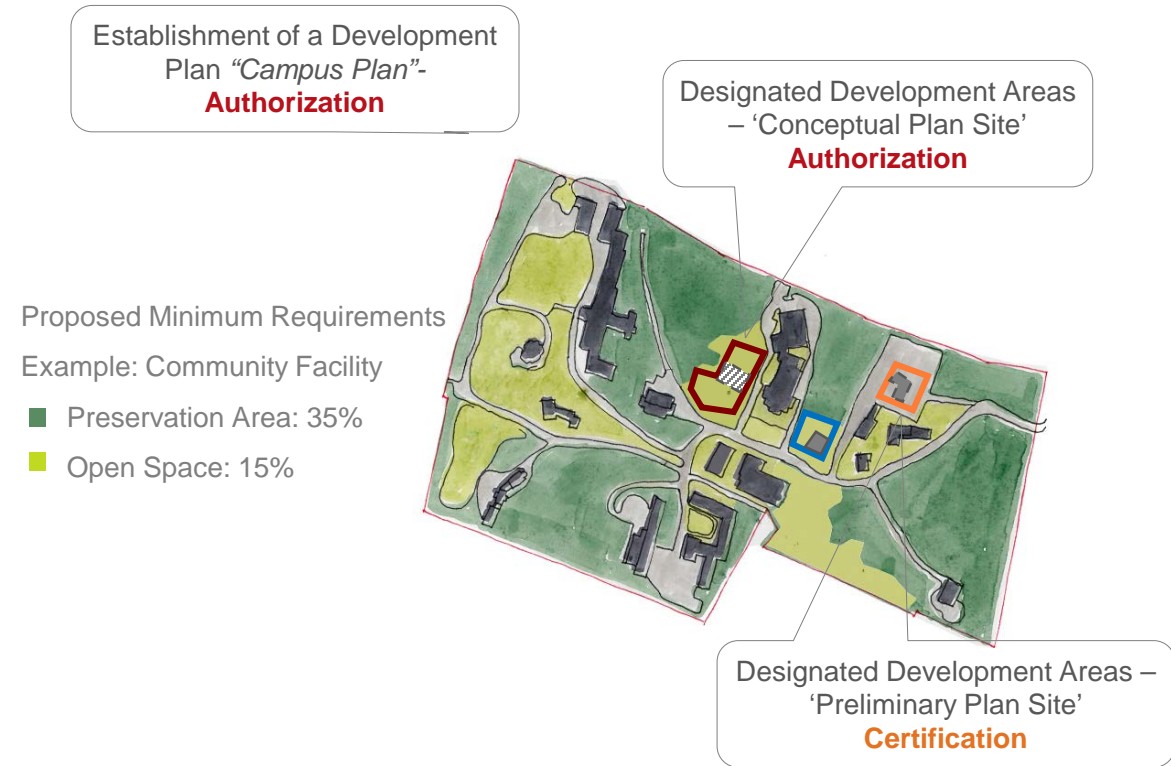 Establishment of a Development
Plan “Campus Plan”-
Authorization
Designated Development Areas
– ‘Conceptual Plan Site’
Authorization
Proposed Minimum Requirements
Example: Community Facility
Preservation Area: 35%
Open Space: 15%
Designated Development Areas –
‘Preliminary Plan Site’
Certification